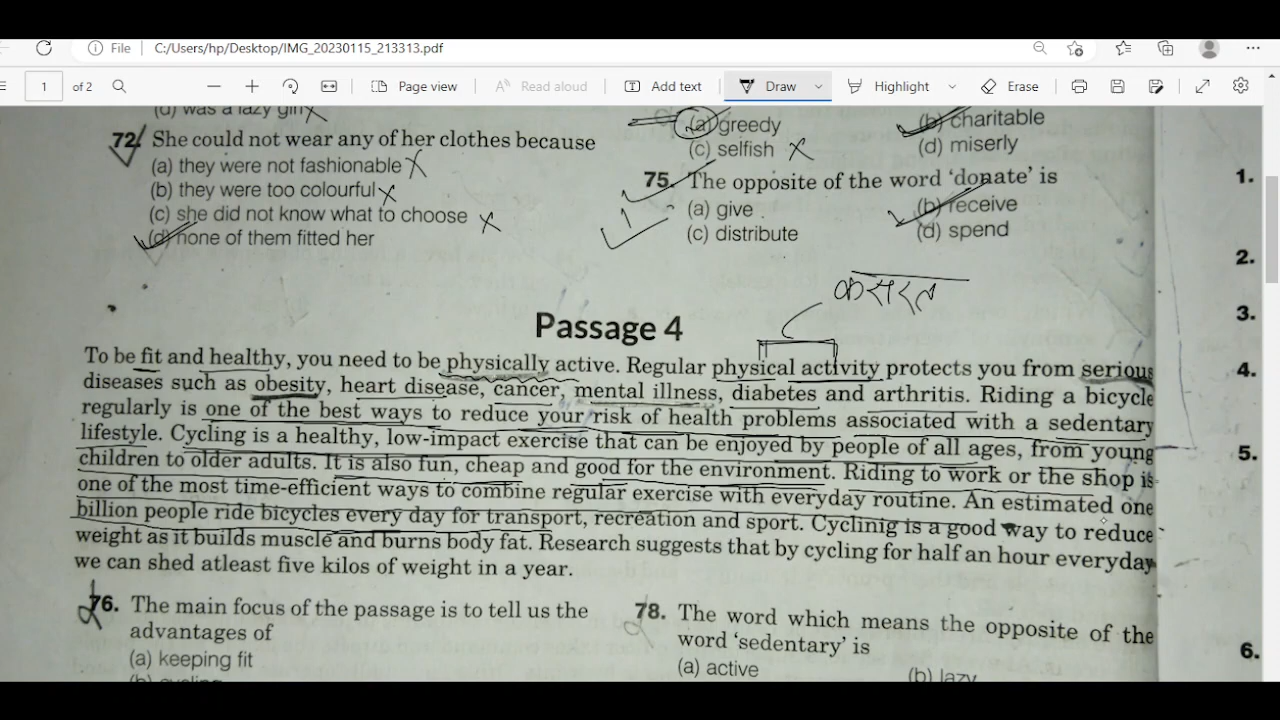 File C:/Users/hp/Desktop/IMG_20230115_213313.pdf
1 of 2 Page view Read aloud Add text Draw Highlight Erase
(d) was a lazy girl
72. She could not wear any of her clothes because
(a) they were not fashionable
(b) they were too colourful
(c) she did not know what to choose
(d) none of them fitted her
(a) greedy (b) charitable
(c) selfish (d) miserly
75. The opposite of the word 'donate' is
(a) give (b) receive
(c) distribute (d) spend
1.
2.
3.
4.
5.
6.
कसरत
Passage 4
To be fit and healthy, you need to be physically active. Regular physical activity protects you from serious
diseases such as obesity, heart disease, cancer, mental illness, diabetes and arthritis. Riding a bicycle
regularly is one of the best ways to reduce your risk of health problems associated with a sedentary
lifestyle. Cycling is a healthy, low-impact exercise that can be enjoyed by people of all ages, from young
children to older adults. It is also fun, cheap and good for the environment. Riding to work or the shop is
one of the most time-efficient ways to combine regular exercise with everyday routine. An estimated one
billion people ride bicycles every day for transport, recreation and sport. Cyclinig is a good way to reduce
weight as it builds muscle and burns body fat. Research suggests that by cycling for half an hour everyday
we can shed atleast five kilos of weight in a year.
76. The main focus of the passage is to tell us the
advantages of
(a) keeping fit
(b) cycling
78. The word which means the opposite of the
word 'sedentary' is
(a) active (b) lazy